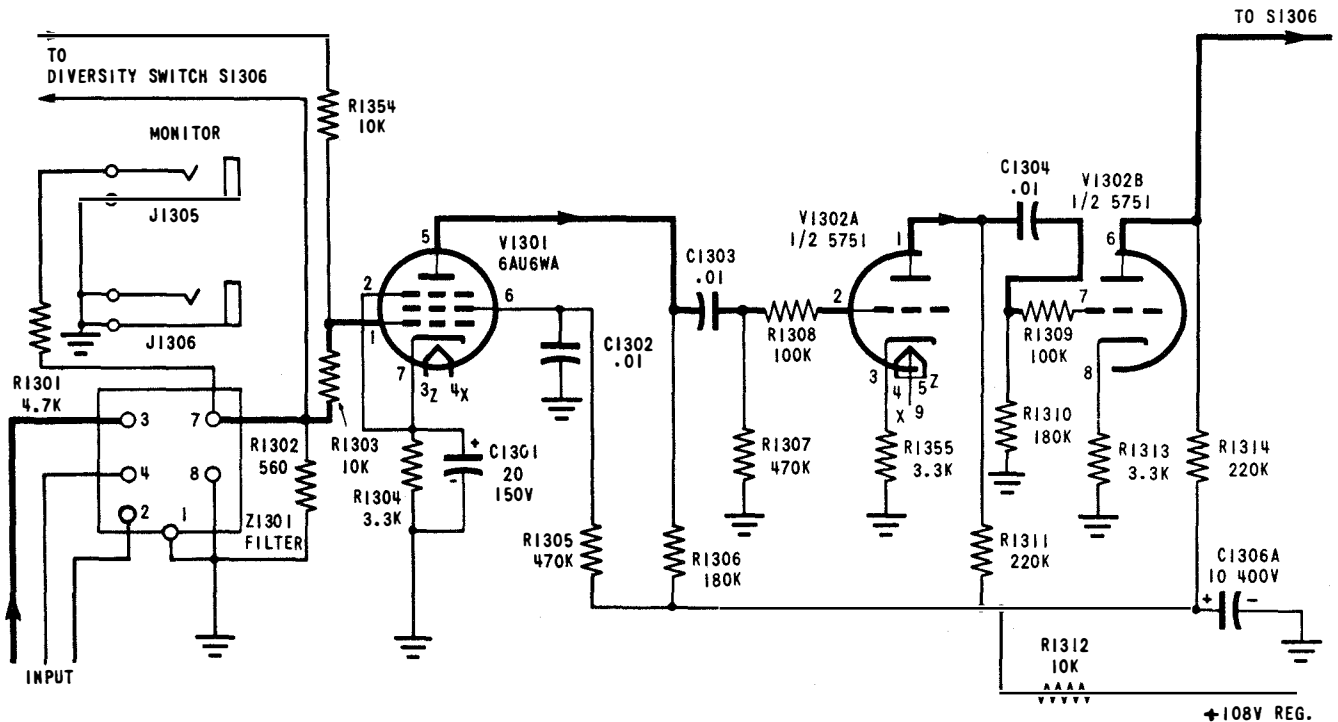 TO S1306
TO
DIVERSITY SWITCH S1306
R1354
10K
MONITOR
J1305
J1306
R1301
4.7K
3
7
4
8
2
1
R1302
560
Z1301
FILTER
INPUT
R1303
10K
5
V1301
6AU6WA
2
1
6
7
3Z
4X
R1304
3.3K
C1301
20
150V
+
-
C1302
.01
R1305
470K
R1306
180K
C1303
.01
R1307
470K
R1308
100K
V1302A
1/2 5751
1
2
3
4
5
Z
X
9
R1355
3.3K
C1304
.01
V1302B
1/2 5751
6
7
8
R1309
100K
R1310
180K
R1311
220K
R1313
3.3K
R1314
220K
C1306A
10 400V
+
-
R1312
10K
+108V REG.